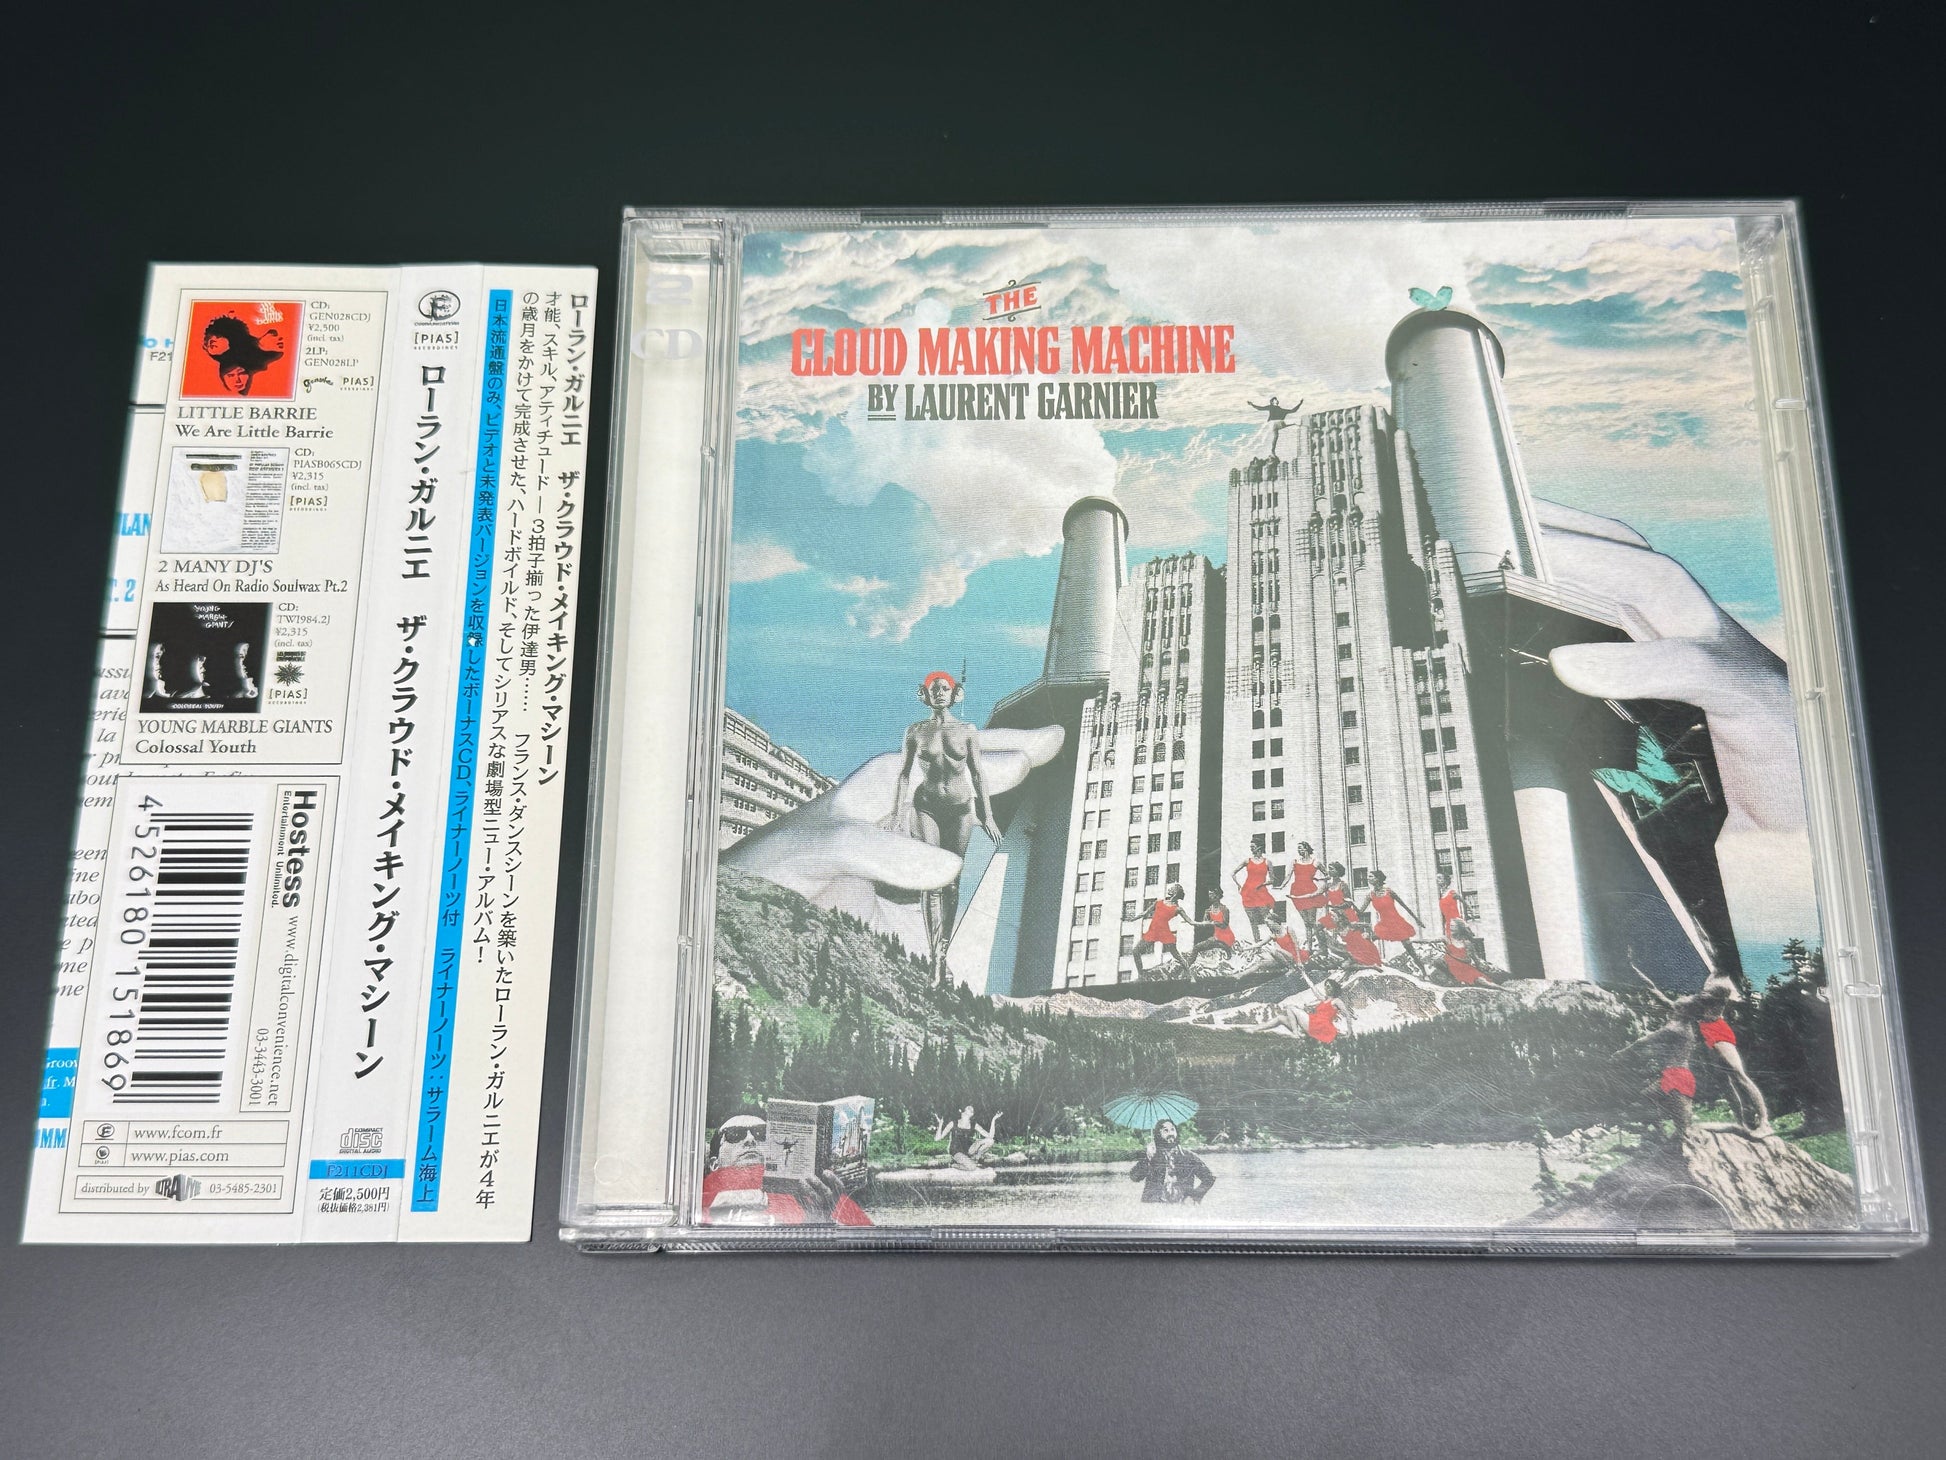 CD:
GEN028CDJ
¥2,500
(incl. tax)
2LP:
GEN028LP
genuine
PIAS]
RECORDINGS
LITTLE BARRIE
We Are Little Barrie
CD:
PIASB065CDJ
¥2,315
(incl. tax)
[PIAS]
RECORDINGS
2 MANY DJ'S
As Heard On Radio Soulwax Pt.2
YOUNG
MARBLE
GIANTS
COLOSSAL YOUTH
CD:
TWI984.2J
¥2,315
(incl. tax)
[PIAS]
RECORDINGS
YOUNG MARBLE GIANTS
Colossal Youth
Hostess
Entertainment Unlimited.
www.digitalconvenience.net
03-3443-3001
4526180151869
www.fcom.fr
www.pias.com
distributed by
03-5485-2301
[PIAS]
RECORDINGS
ローラン・ガルニエ ザ・クラウド・メイキング・マシーン
COMPACT
disc
DIGITAL AUDIO
F211CDJ
定価2,500円
(税抜価格2,381円)
ローラン・ガルニエ ザ・クラウド・メイキング・マシーン
才能、スキル、アティチュード ― 3拍子揃った伊達男…… フランス・ダンスシーンを築いたローラン・ガルニエが4年
の歳月をかけて完成させた、ハードボイルド、そしてシリアスな劇場型ニュー・アルバム！
日本流通盤のみ、ビデオと未発表バージョンを収録したボーナスCD、ライナーノーツ付 ライナーノーツ：サラーム海上
2
CD
THE
CLOUD MAKING MACHINE
BY LAURENT GARNIER